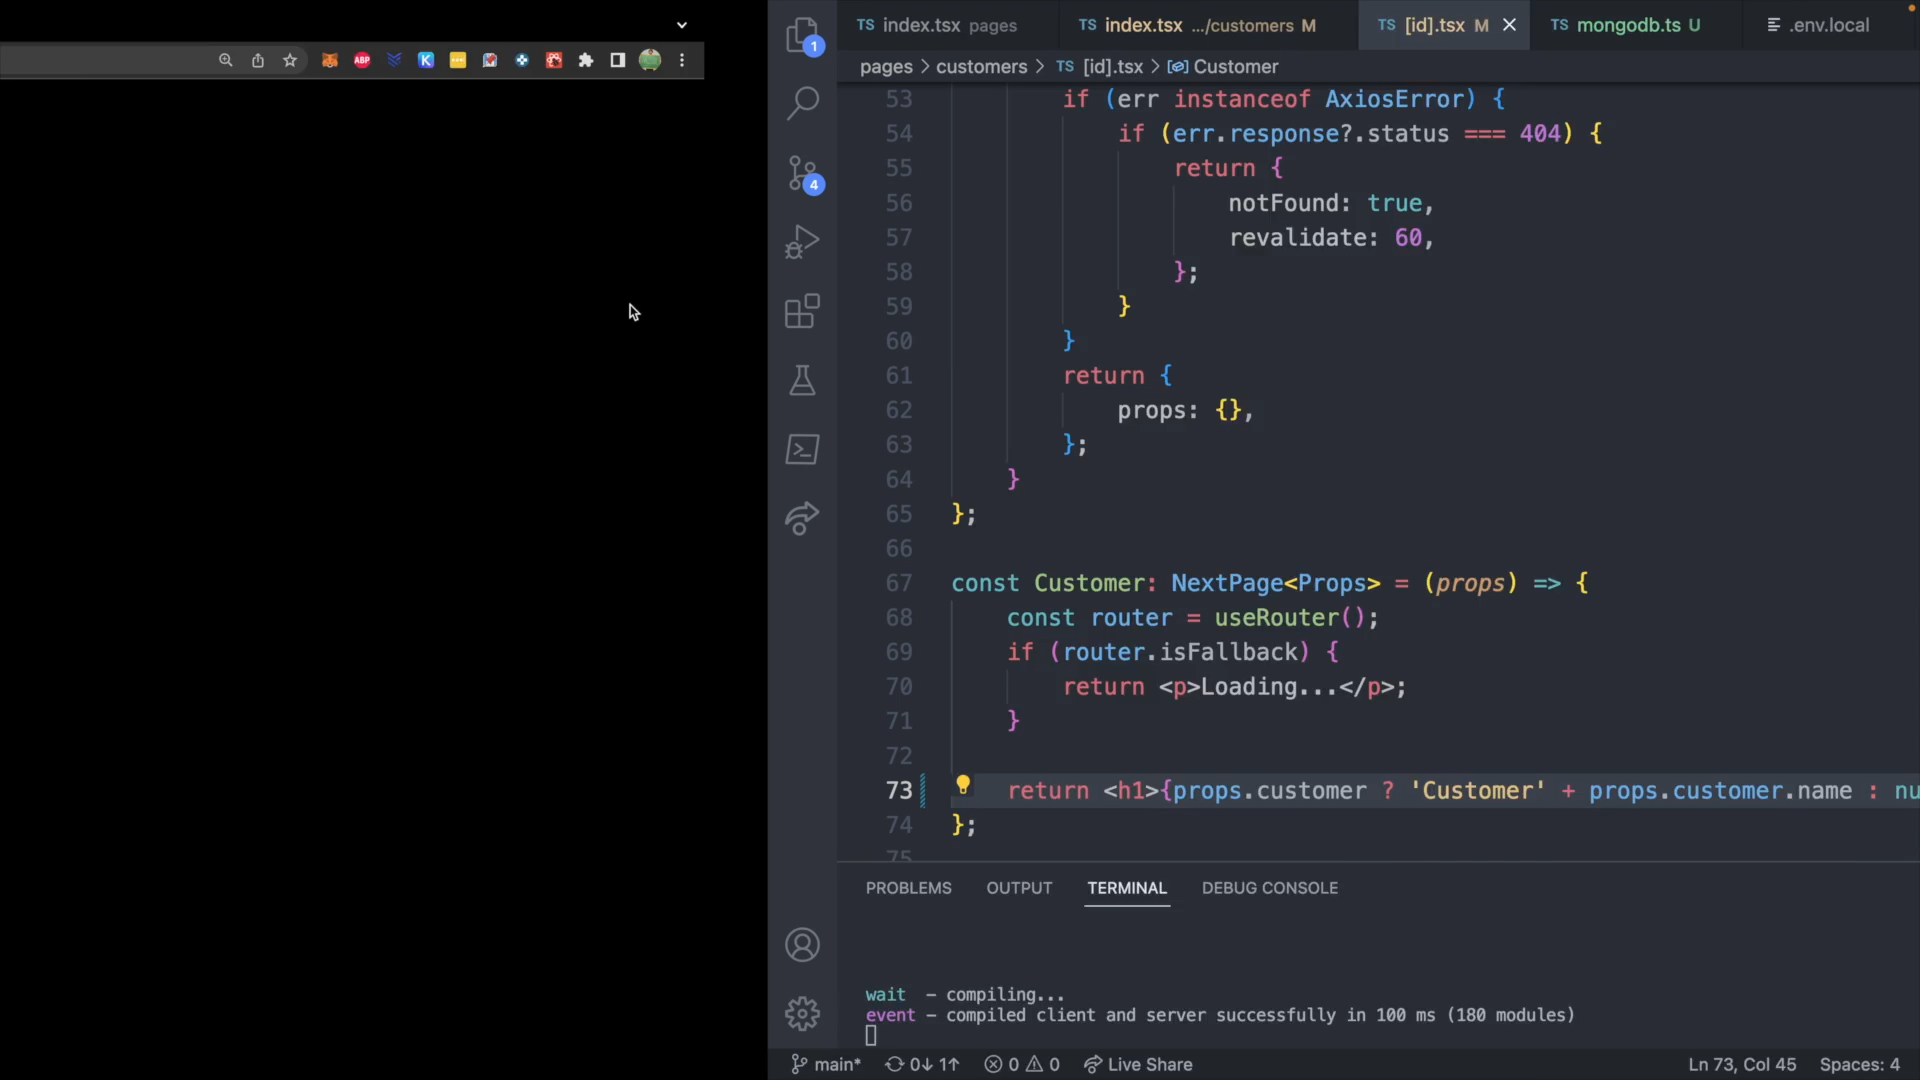 TS index.tsx pages
TS index.tsx .../customers M
TS [id].tsx M
TS mongodb.ts U
.env.local
pages > customers > TS [id].tsx > Customer
1
4
ABP
K
53 if (err instanceof AxiosError) {
54 if (err.response?.status === 404) {
55 return {
56 notFound: true,
57 revalidate: 60,
58 };
59 }
60 }
61 return {
62 props: {},
63 };
64 }
65 };
66
67 const Customer: NextPage<Props> = (props) => {
68 const router = useRouter();
69 if (router.isFallback) {
70 return <p>Loading...</p>;
71 }
72
73 return <h1>{props.customer ? 'Customer' + props.customer.name : nu
74 };
75
PROBLEMS OUTPUT TERMINAL DEBUG CONSOLE
wait - compiling...
event - compiled client and server successfully in 100 ms (180 modules)
main* 0↓ 1↑ 0 0 Live Share Ln 73, Col 45 Spaces: 4